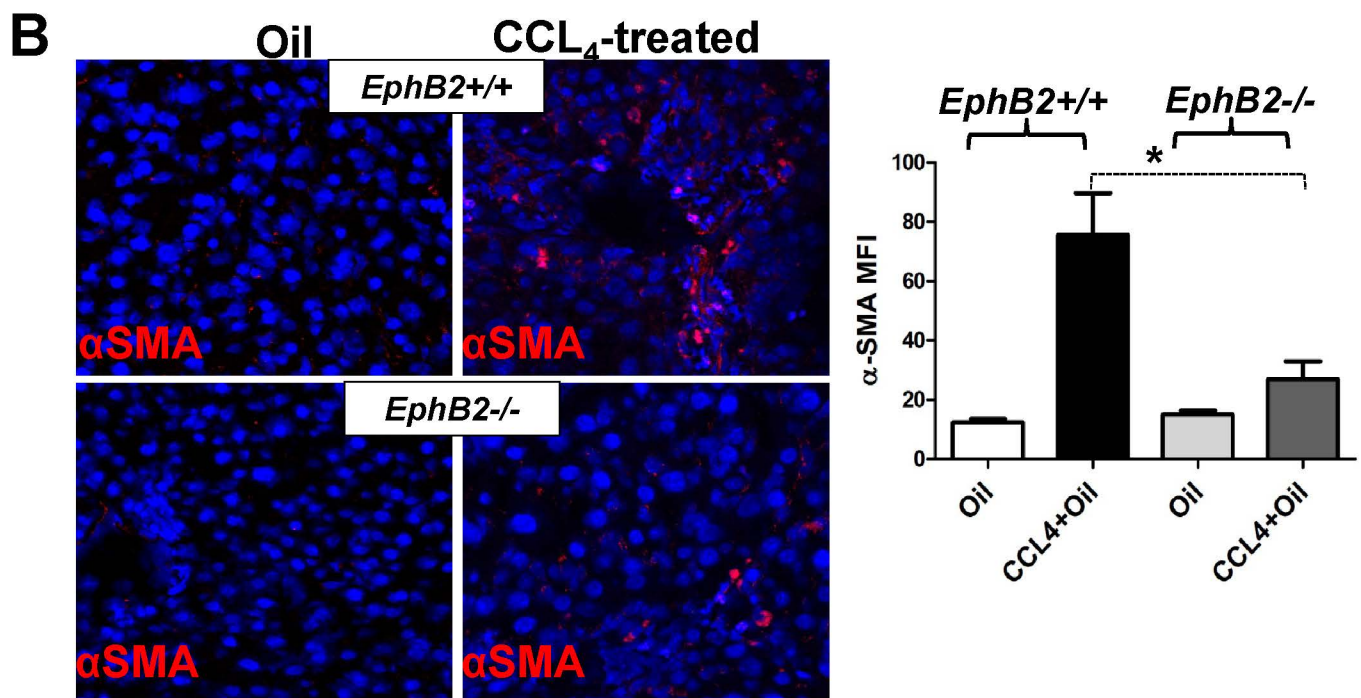 B
Oil
CCL4-treated
EphB2+/+
αSMA
αSMA
EphB2-/-
αSMA
αSMA
EphB2+/+
EphB2-/-
*
100
80
60
40
20
0
α-SMA MFI
Oil
CCL4+Oil
Oil
CCL4+Oil